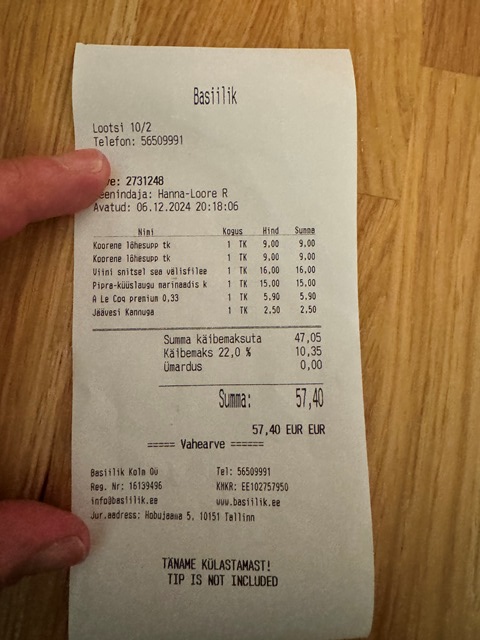 Basiilik
Lootsi 10/2
Telefon: 56509991
ve: 2731248
eenindaja: Hanna-Loore R
Avatud: 06.12.2024 20:18:06
Nimi Kogus Hind Summa
Koorene lõhesupp tk 1 TK 9,00 9,00
Koorene lõhesupp tk 1 TK 9,00 9,00
Viini snitsel sea välisfilee 1 TK 16,00 16,00
Pipra-küüslaugu marinaadis k 1 TK 15,00 15,00
A Le Coq premium 0,33 1 TK 5,90 5,90
Jäävesi Kannuga 1 TK 2,50 2,50
Summa käibemaksuta 47,05
Käibemaks 22,0 % 10,35
Ümardus 0,00
Summa: 57,40
57,40 EUR EUR
===== Vahearve ======
Basiilik Kolm OÜ Tel: 56509991
Reg. Nr: 16139496 KMKR: EE102757950
info@basiilik.ee www.basiilik.ee
Jur.aadress: Hobujaama 5, 10151 Tallinn
TÄNAME KÜLASTAMAST!
TIP IS NOT INCLUDED